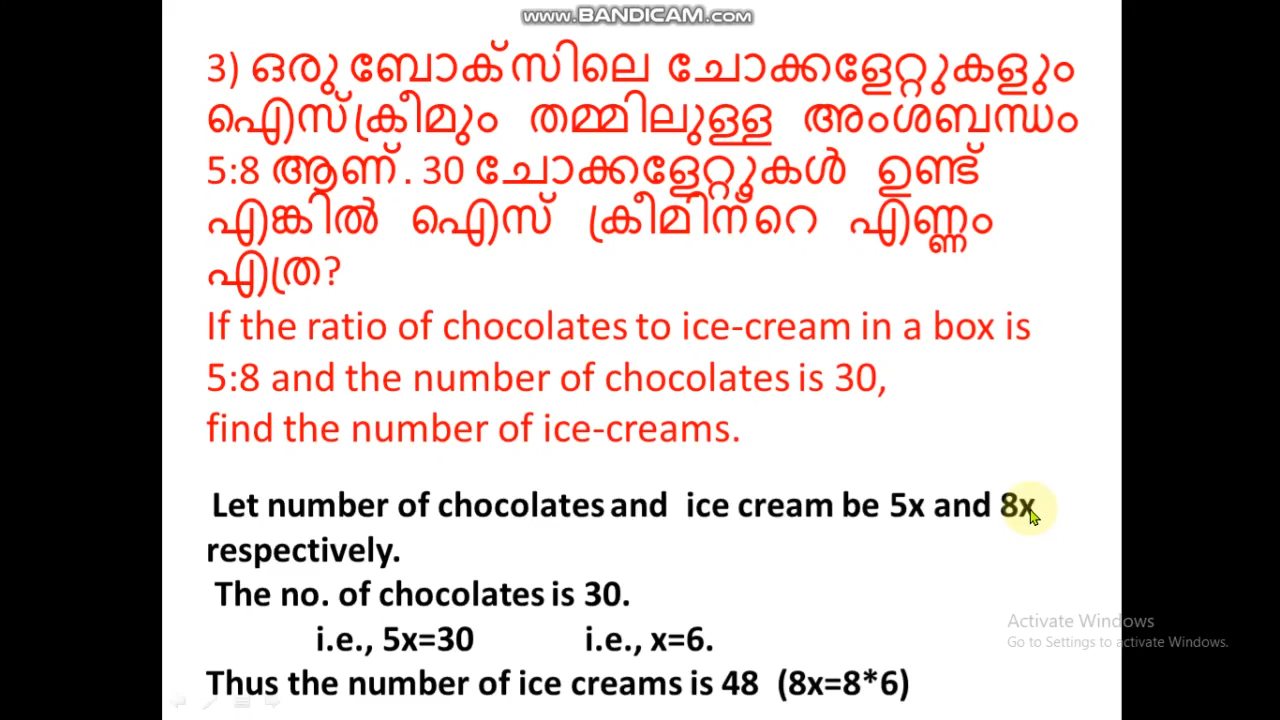 www.BANDICAM.com
3) ഒരു ബോക്സിലെ ചോക്കളേറ്റുകളും
ഐസ്ക്രീമും തമ്മിലുള്ള അംശബന്ധം
5:8 ആണ്. 30 ചോക്കളേറ്റുകൾ ഉണ്ട്
എങ്കിൽ ഐസ് ക്രീമിന്റെ എണ്ണം
എത്ര?
If the ratio of chocolates to ice-cream in a box is
5:8 and the number of chocolates is 30,
find the number of ice-creams.
Let number of chocolates and ice cream be 5x and 8x
respectively.
The no. of chocolates is 30.
i.e., 5x=30 i.e., x=6.
Activate Windows
Go to Settings to activate Windows.
Thus the number of ice creams is 48 (8x=8*6)